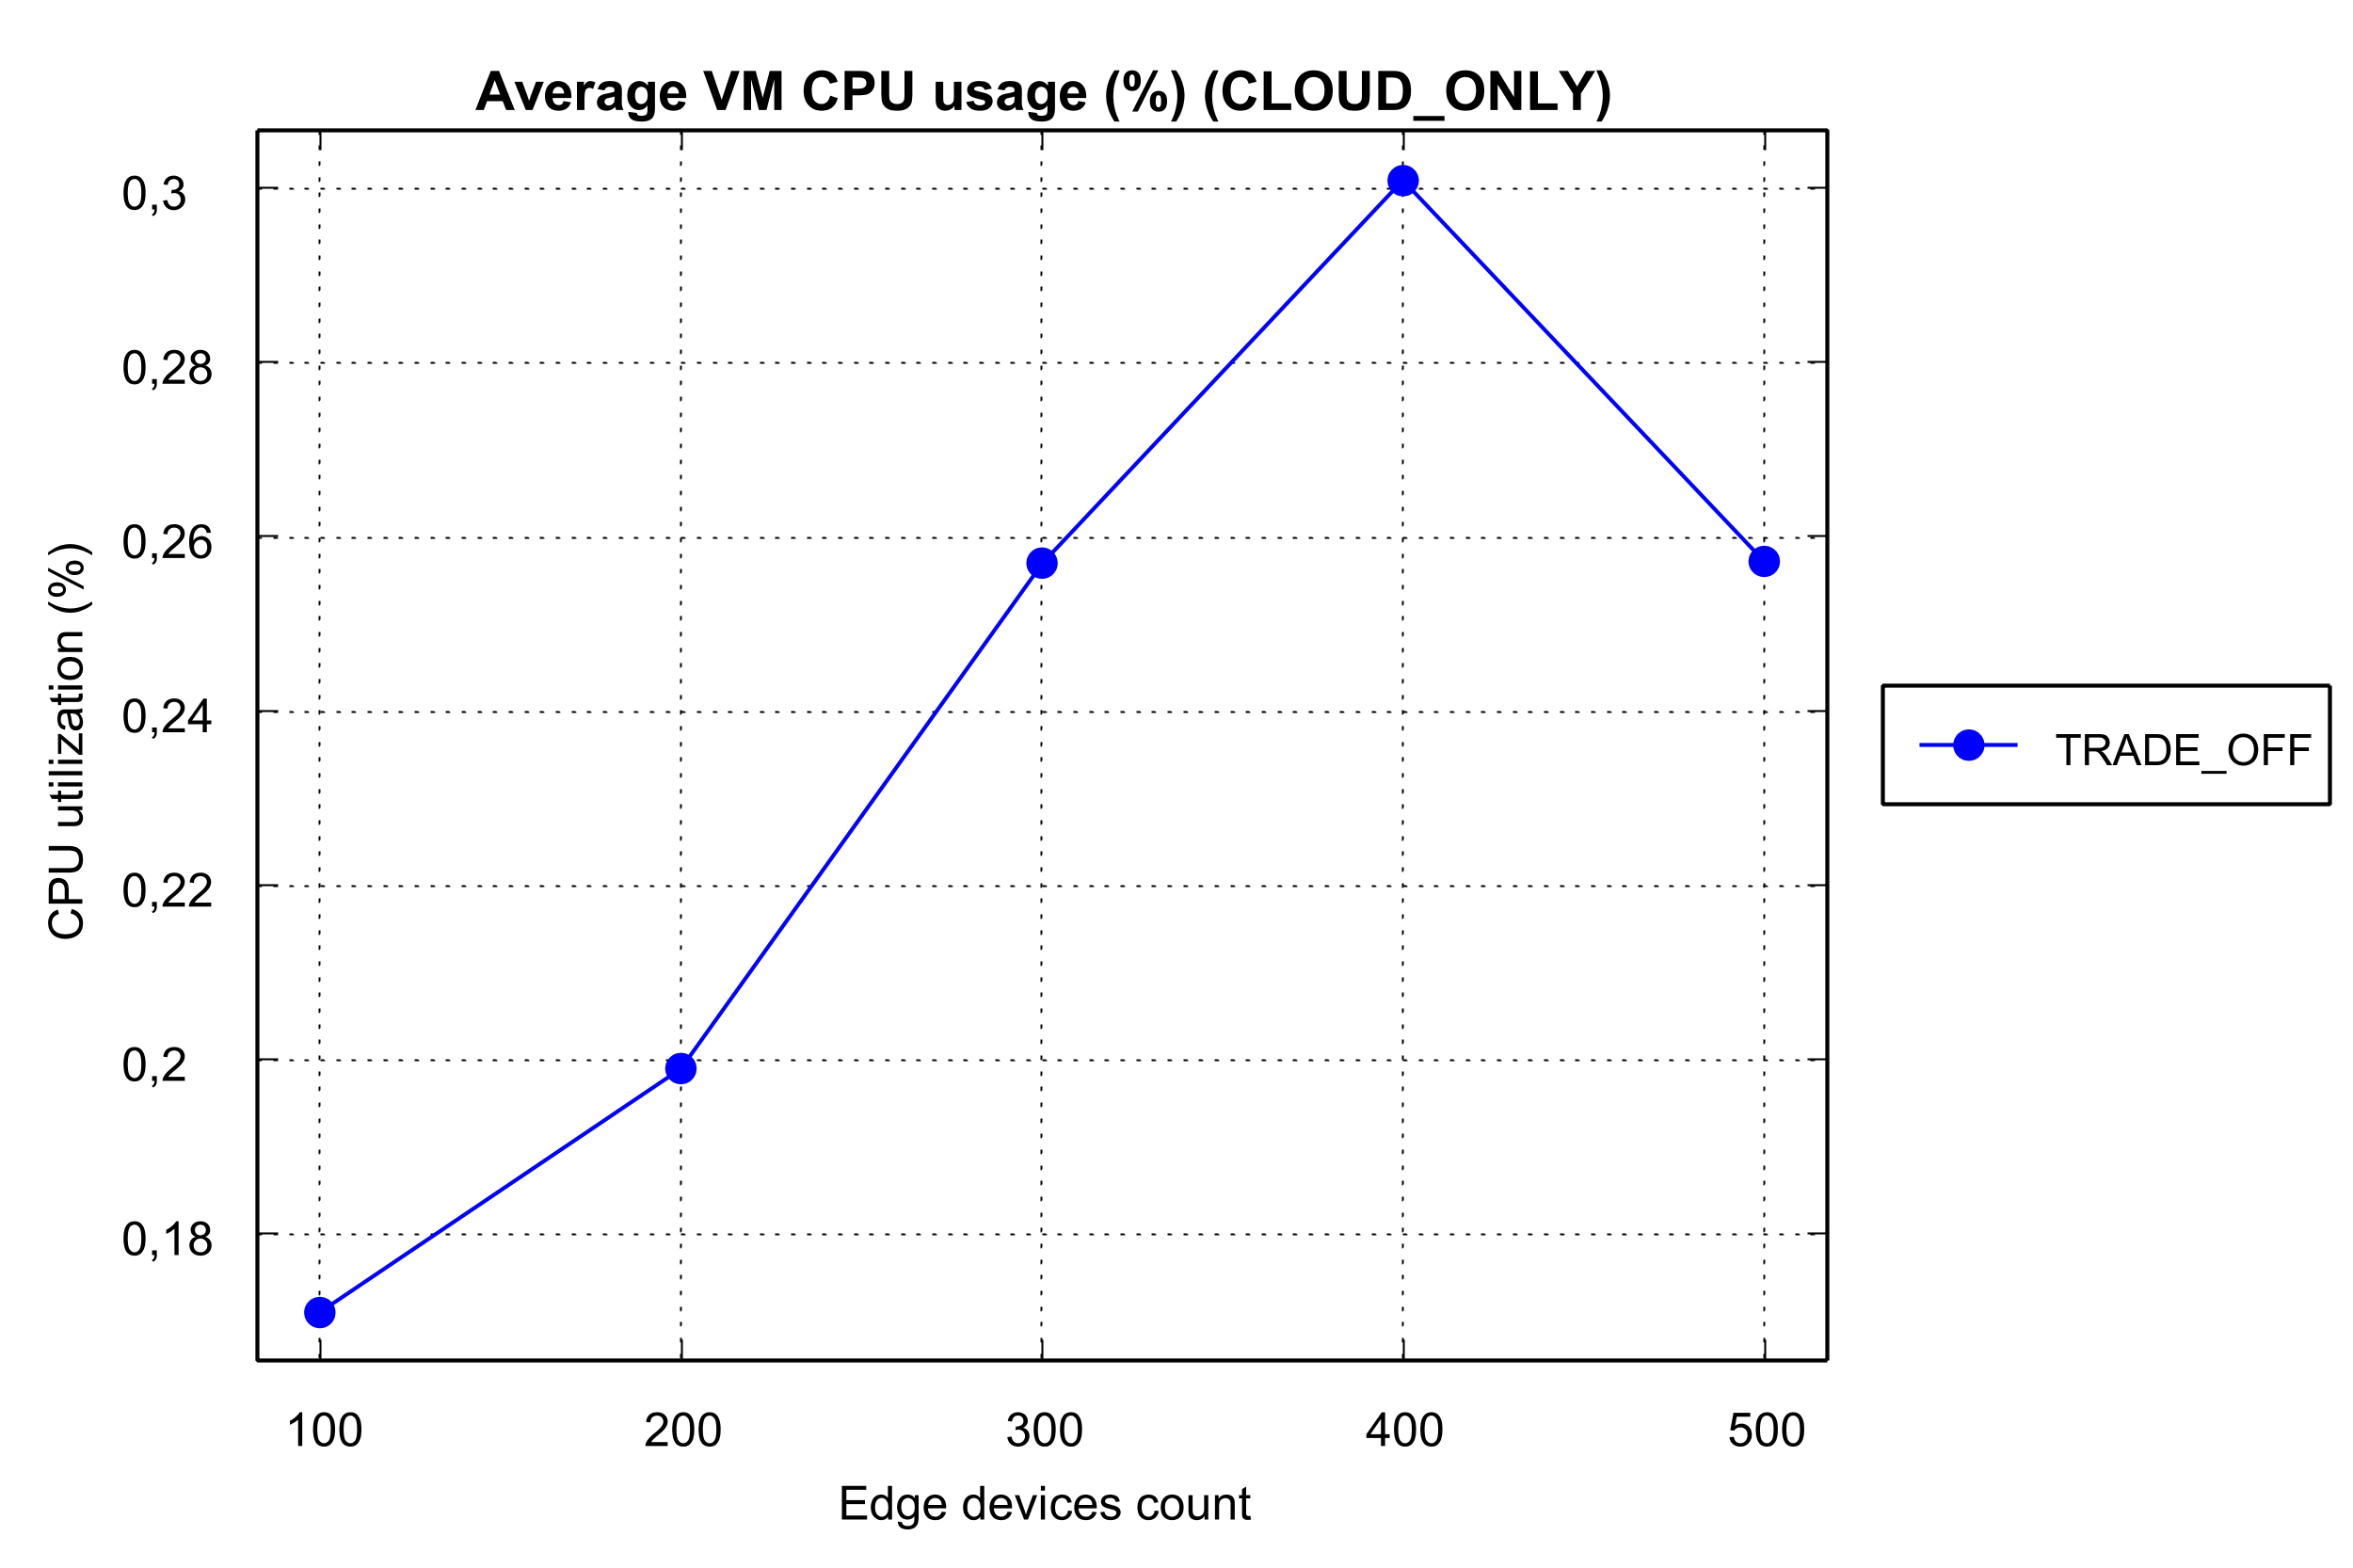 Average VM CPU usage (%) (CLOUD_ONLY)
0,3
0,28
0,26
0,24
0,22
0,2
0,18
CPU utilization (%)
100 200 300 400 500
Edge devices count
TRADE_OFF